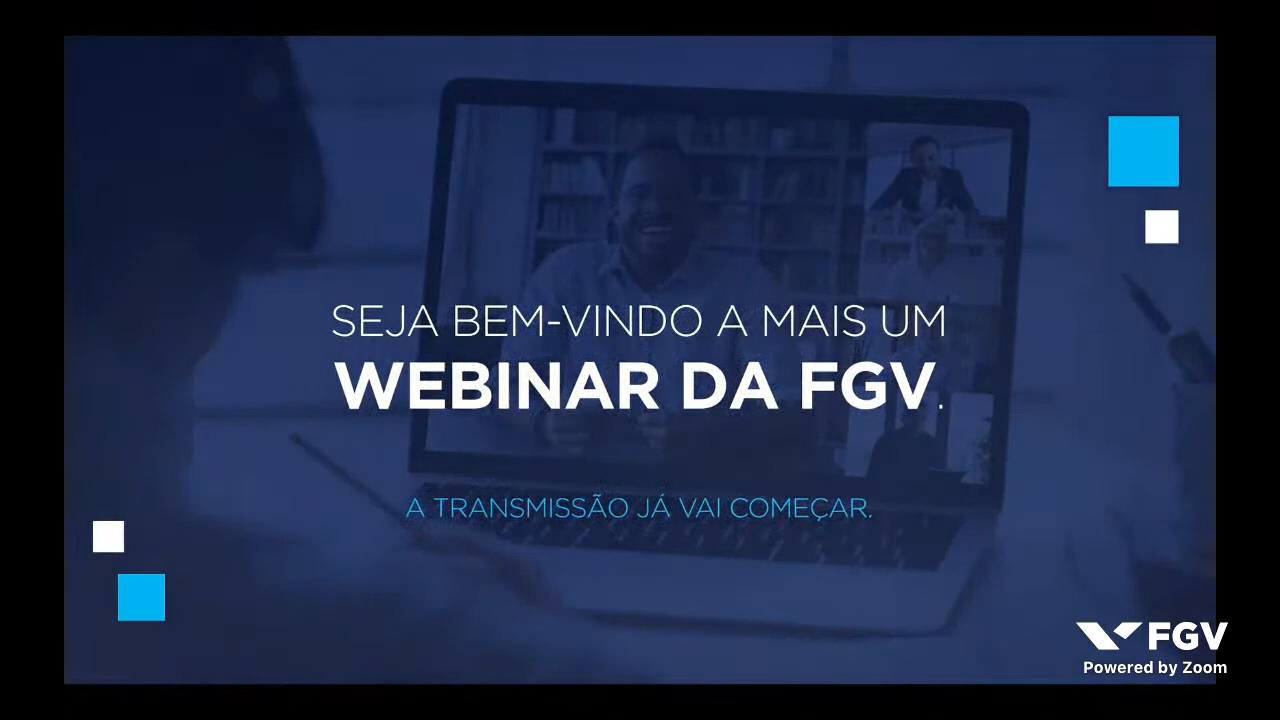 SEJA BEM-VINDO A MAIS UM
WEBINAR DA FGV.
A TRANSMISSÃO JÁ VAI COMEÇAR.
FGV
Powered by Zoom